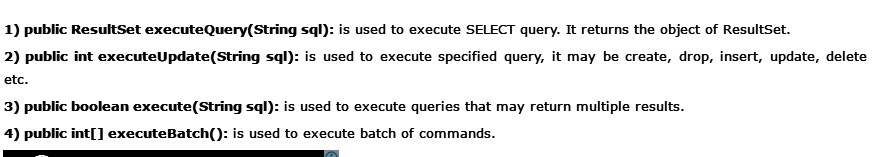 1) public ResultSet executeQuery(String sql): is used to execute SELECT query. It returns the object of ResultSet.
2) public int executeUpdate(String sql): is used to execute specified query, it may be create, drop, insert, update, delete
etc.
3) public boolean execute(String sql): is used to execute queries that may return multiple results.
4) public int[] executeBatch(): is used to execute batch of commands.